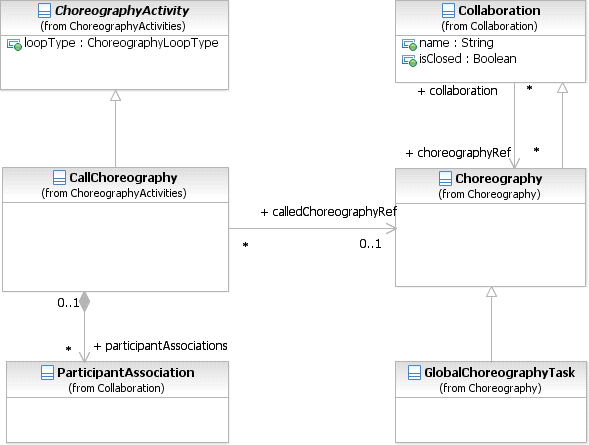 ChoreographyActivity
(from ChoreographyActivities)
loopType : ChoreographyLoopType
Collaboration
(from Collaboration)
name : String
isClosed : Boolean
+ collaboration
*
+ choreographyRef
*
CallChoreography
(from ChoreographyActivities)
Choreography
(from Choreography)
+ calledChoreographyRef
*
0..1
0..1
*
+ participantAssociations
ParticipantAssociation
(from Collaboration)
GlobalChoreographyTask
(from Choreography)